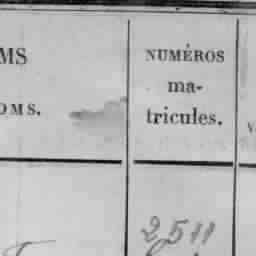 MS
OMS.
NUMÉROS
ma-
tricules.
2511